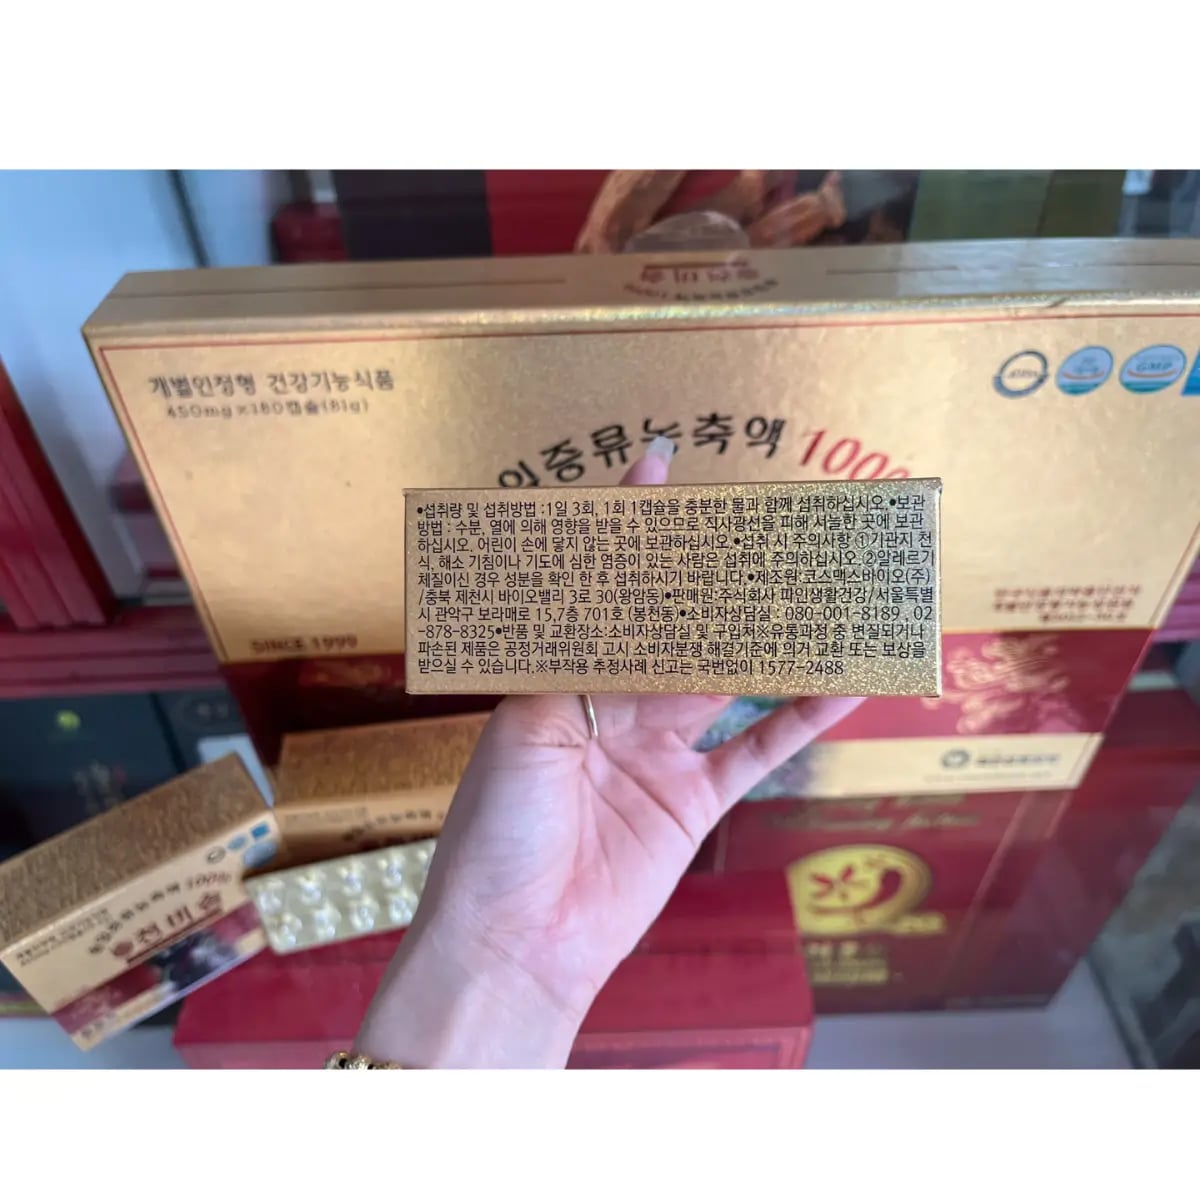 개별인정형 건강기능식품
450mg×180캡슐(81g)
증류농축액 100%
GMP
SINCE 1999
•섭취량 및 섭취방법 :1일 3회, 1회 1캡슐을 충분한 물과 함께 섭취하십시오.•보관
방법 : 수분, 열에 의해 영향을 받을 수 있으므로 직사광선을 피해 서늘한 곳에 보관
하십시오. 어린이 손에 닿지 않는 곳에 보관하십시오.•섭취 시 주의사항 ①기관지 천
식, 해소 기침이나 기도에 심한 염증이 있는 사람은 섭취에 주의하십시오.②알레르기
체질이신 경우 성분을 확인 한 후 섭취하시기 바랍니다.•제조원:코스맥스바이오(주)
/충북 제천시 바이오밸리 3로 30(왕암동)•판매원:주식회사 파인생활건강/서울특별
시 관악구 보라매로 15,7층 701호 (봉천동)•소비자상담실 : 080-001-8189, 02
-878-8325•반품 및 교환장소:소비자상담실 및 구입처※유통과정 중 변질되거나
파손된 제품은 공정거래위원회 고시 소비자분쟁 해결기준에 의거 교환 또는 보상을
받으실 수 있습니다.※부작용 추정사례 신고는 국번없이 1577-2488
100%
솔천비솔